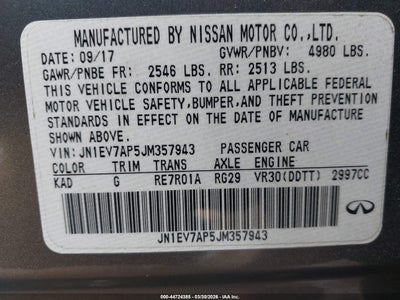 MANUFACTURED BY NISSAN MOTOR CO.,LTD.
DATE: 09/17 GVWR/PNBV: 4980 LBS.
GAWR/PNBE FR: 2546 LBS. RR: 2513 LBS.
THIS VEHICLE CONFORMS TO ALL APPLICABLE FEDERAL
MOTOR VEHICLE SAFETY,BUMPER,AND THEFT PREVENTION
STANDARDS IN EFFECT ON THE DATE OF MANUFACTURE
SHOWN ABOVE.
VIN:JN1EV7AP5JM357943 PASSENGER CAR
COLOR TRIM TRANS AXLE ENGINE
KAD G RE7R01A RG29 VR30(DDTT) 2997CC
JN1EV7AP5JM357943
INFINITI
000-44724385 - 03/30/2026 - IAA, Inc.